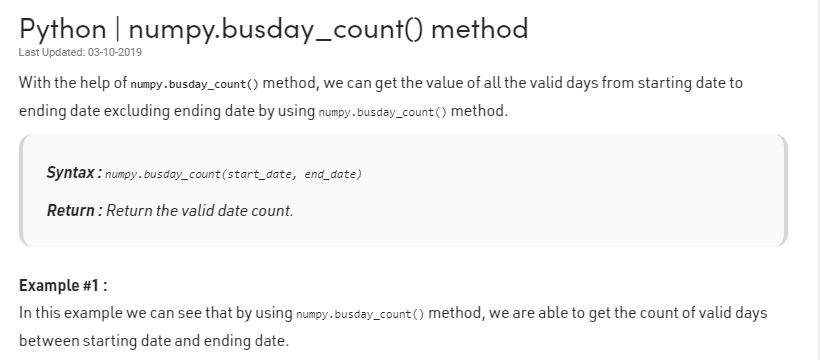 Python | numpy.busday_count() method
Last Updated: 03-10-2019
With the help of numpy.busday_count() method, we can get the value of all the valid days from starting date to
ending date excluding ending date by using numpy.busday_count() method.
Syntax : numpy.busday_count(start_date, end_date)
Return : Return the valid date count.
Example #1 :
In this example we can see that by using numpy.busday_count() method, we are able to get the count of valid days
between starting date and ending date.